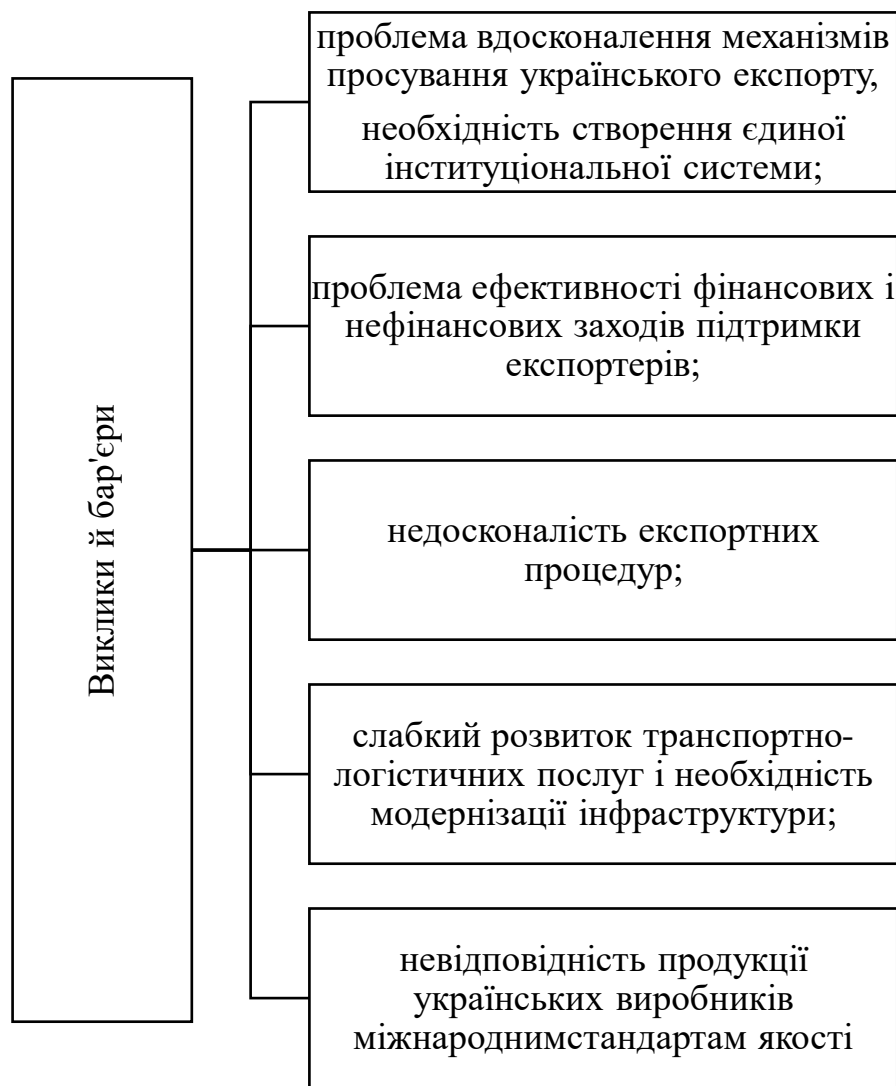 Виклики й бар'єри
проблема вдосконалення механізмів
просування українського експорту,
необхідність створення єдиної
інституціональної системи;
проблема ефективності фінансових і
нефінансових заходів підтримки
експортерів;
недосконалість експортних
процедур;
слабкий розвиток транспортно-
логістичних послуг і необхідність
модернізації інфраструктури;
невідповідність продукції
українських виробників
міжнароднимстандартам якості